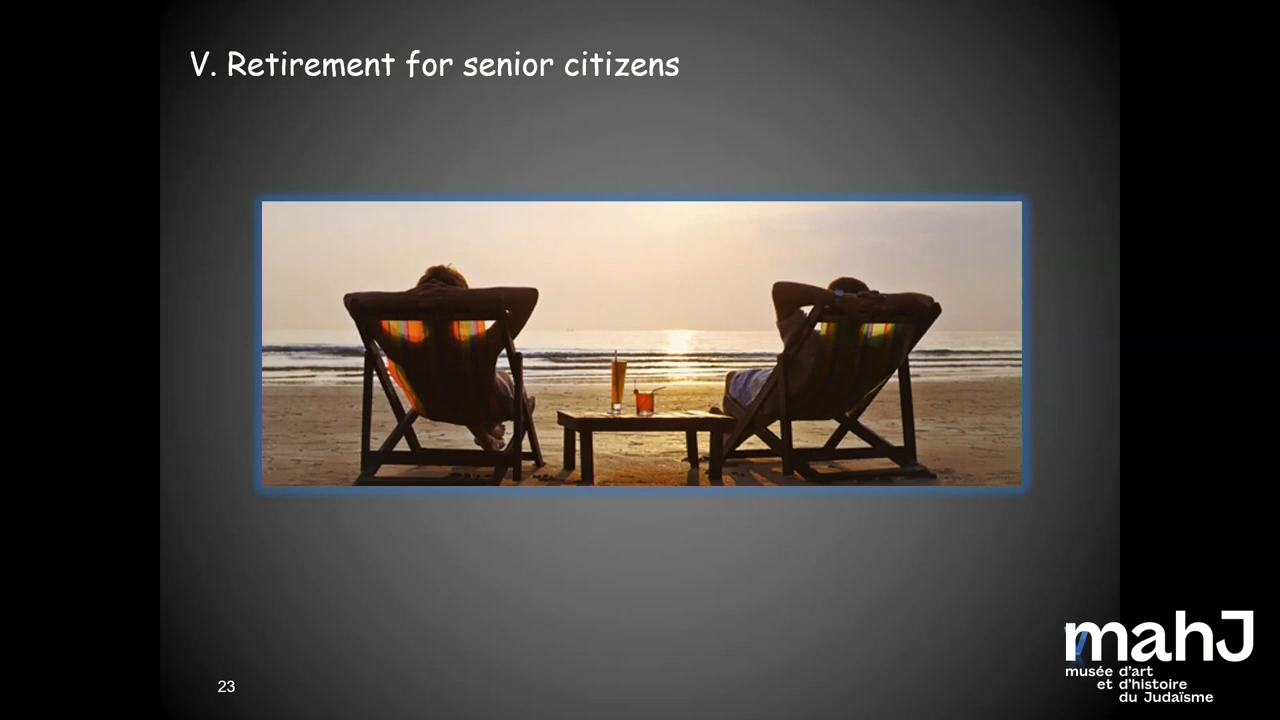 V. Retirement for senior citizens
23
mahJ
musée d'art
et d'histoire
du Judaïsme